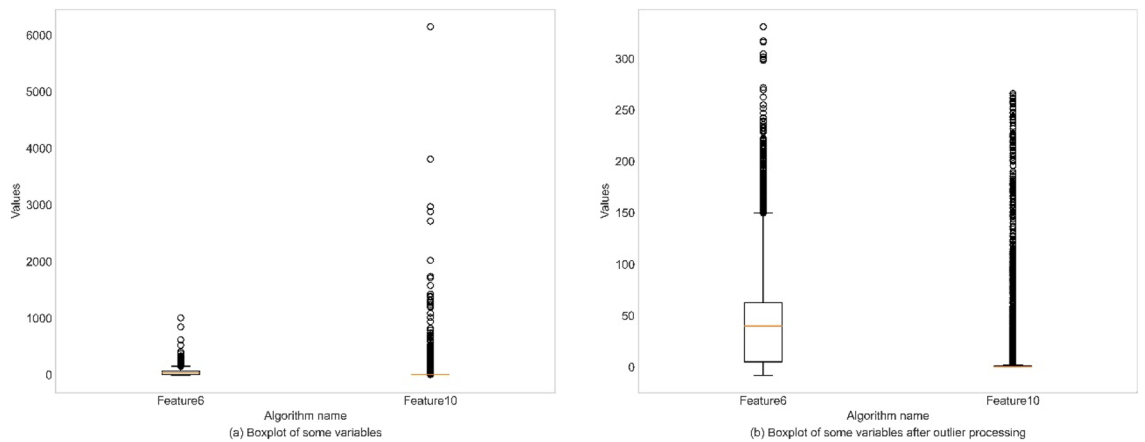 6000
5000
4000
3000
2000
1000
0
Values
Feature6 Feature10
Algorithm name
(a) Boxplot of some variables
300
250
200
150
100
50
0
Values
Feature6 Feature10
Algorithm name
(b) Boxplot of some variables after outlier processing